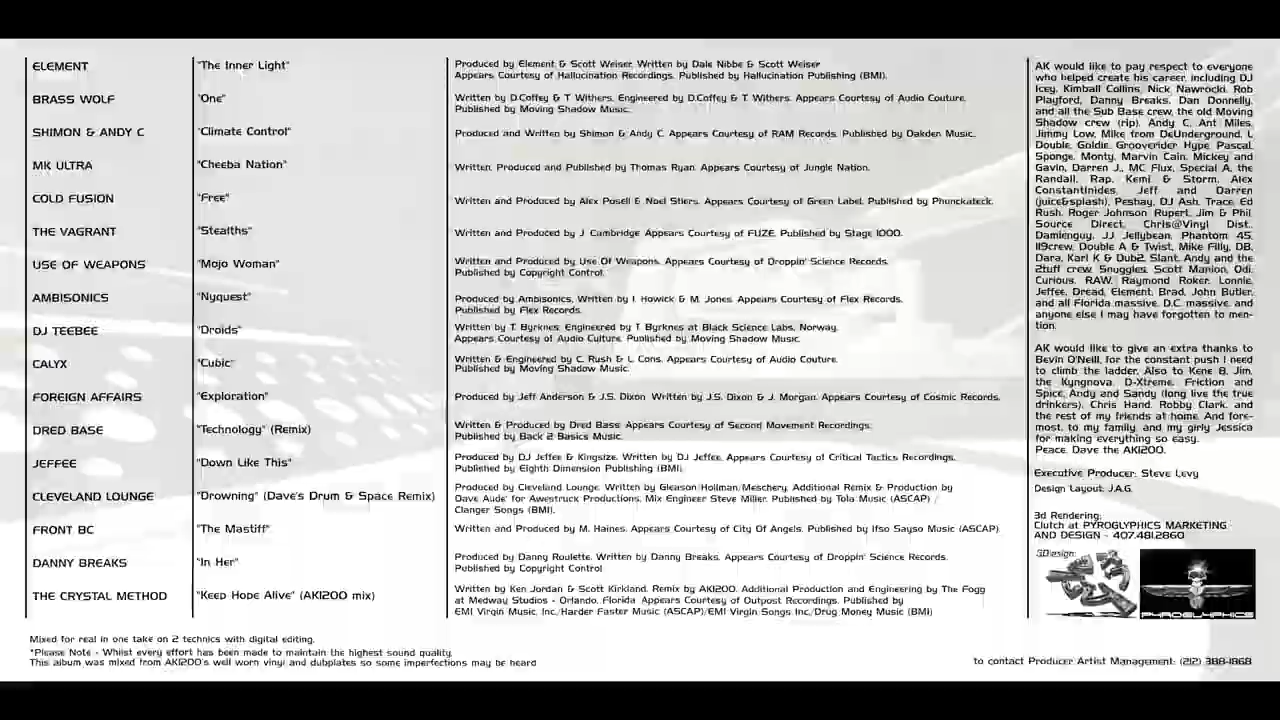 ELEMENT "The Inner Light" Produced by Element & Scott Weiser, Written by Dale Nibbe & Scott Weiser
Appears Courtesy of Hallucination Recordings. Published by Hallucination Publishing (BMI).
BRASS WOLF "One" Written by D.Coffey & T. Withers. Engineered by D.Coffey & T. Withers. Appears Courtesy of Audio Couture.
Published by Moving Shadow Music.
SHIMON & ANDY C "Climate Control" Produced and Written by Shimon & Andy C. Appears Courtesy of RAM Records. Published by Oakden Music.
MK ULTRA "Cheeba Nation" Written, Produced and Published by Thomas Ryan. Appears Courtesy of Jungle Nation.
COLD FUSION "Free" Written and Produced by Alex Posell & Noel Stiers. Appears Courtesy of Green Label. Published by Phunckateck.
THE VAGRANT "Stealths" Written and Produced by J. Cambridge Appears Courtesy of FUZE. Published by Stage 1000.
USE OF WEAPONS "Mojo Woman" Written and Produced by Use Of Weapons. Appears Courtesy of Droppin' Science Records.
Published by Copyright Control.
AMBISONICS "Nyquest" Produced by Ambisonics, Written by I. Howick & M. Jones. Appears Courtesy of Flex Records.
Published by Flex Records.
DJ TEEBEE "Droids" Written by T. Byrknes. Engineered by T. Byrknes at Black Science Labs, Norway.
Appears Courtesy of Audio Culture. Published by Moving Shadow Music.
CALYX "Cubic" Written & Engineered by C. Rush & L. Cons. Appears Courtesy of Audio Couture.
Published by Moving Shadow Music.
FOREIGN AFFAIRS "Exploration" Produced by Jeff Anderson & J.S. Dixon Written by J.S. Dixon & J. Morgan. Appears Courtesy of Cosmic Records.
DRED BASE "Technology" (Remix) Written & Produced by Dred Base. Appears Courtesy of Second Movement Recordings.
Published by Back 2 Basics Music.
JEFFEE "Down Like This" Produced by DJ Jeffee & Kingsize. Written by DJ Jeffee. Appears Courtesy of Critical Tactics Recordings.
Published by Eighth Dimension Publishing (BMI).
CLEVELAND LOUNGE "Drowning" (Dave's Drum & Space Remix) Produced by Cleveland Lounge. Written by Gleason/Hollman/Meschery. Additional Remix & Production by
Dave Aude' for Awestruck Productions. Mix Engineer Steve Miller. Published by Tola Music (ASCAP) /
Clanger Songs (BMI).
FRONT BC "The Mastiff" Written and Produced by M. Haines. Appears Courtesy of City Of Angels. Published by Ifso Sayso Music (ASCAP).
DANNY BREAKS "In Her" Produced by Danny Roulette. Written by Danny Breaks. Appears Courtesy of Droppin' Science Records.
Published by Copyright Control
THE CRYSTAL METHOD "Keep Hope Alive" (AK1200 mix) Written by Ken Jordan & Scott Kirkland. Remix by AK1200. Additional Production and Engineering by The Fogg
at Medway Studios - Orlando, Florida. Appears Courtesy of Outpost Recordings. Published by
EMI Virgin Music, Inc./Harder Faster Music (ASCAP)/EMI Virgin Songs Inc./Drug Money Music (BMI)
Mixed for real in one take on 2 technics with digital editing.
*Please Note - Whilst every effort has been made to maintain the highest sound quality,
This album was mixed from AK1200's well worn vinyl and dubplates so some imperfections may be heard
AK would like to pay respect to everyone
who helped create his career, including DJ
Icey, Kimball Collins, Nick Nawrocki, Rob
Playford, Danny Breaks, Dan Donnelly,
and all the Sub Base crew, the old Moving
Shadow crew (rip), Andy C, Ant Miles,
Jimmy Low, Mike from DeUnderground, L
Double, Goldie, Grooverider, Hype, Pascal,
Sponge, Monty, Marvin Cain, Mickey and
Gavin, Darren J., MC Flux, Special A, the
Randall, Rap, Kemi & Storm, Alex
Constantinides, Jeff and Darren
(juice&splash), Peshay, DJ Ash, Trace, Ed
Rush, Roger Johnson, Rupert, Jim & Phil
Source Direct, Chris@Vinyl Dist.,
Damienguy, JJ Jellybean, Phantom 45,
119crew, Double A & Twist, Mike Filly, DB,
Dara, Karl K & Dub2, Slant, Andy and the
2tuff crew, Snuggles, Scott Manion, Odi,
Curious, RAW, Raymond Roker, Lonnie,
Jeffee, Dread, Element, Brad, John Butler,
and all Florida massive, D.C. massive, and
anyone else I may have forgotten to men-
tion.
AK would like to give an extra thanks to
Bevin O'Neill, for the constant push I need
to climb the ladder. Also to Kene B, Jim,
the Kyngnova, D-Xtreme, Friction and
Spice, Andy and Sandy (long live the true
drinkers), Chris Hand, Robby Clark, and
the rest of my friends at home. And fore-
most, to my family, and my girly Jessica
for making everything so easy.
Peace. Dave the AK1200.
Executive Producer: Steve Levy
Design Layout: J.A.G.
3d Rendering:
Clutch at PYROGLYPHICS MARKETING
AND DESIGN - 407.481.2860
PYROGLYPHICS
to contact Producer Artist Management: (212) 388-1868